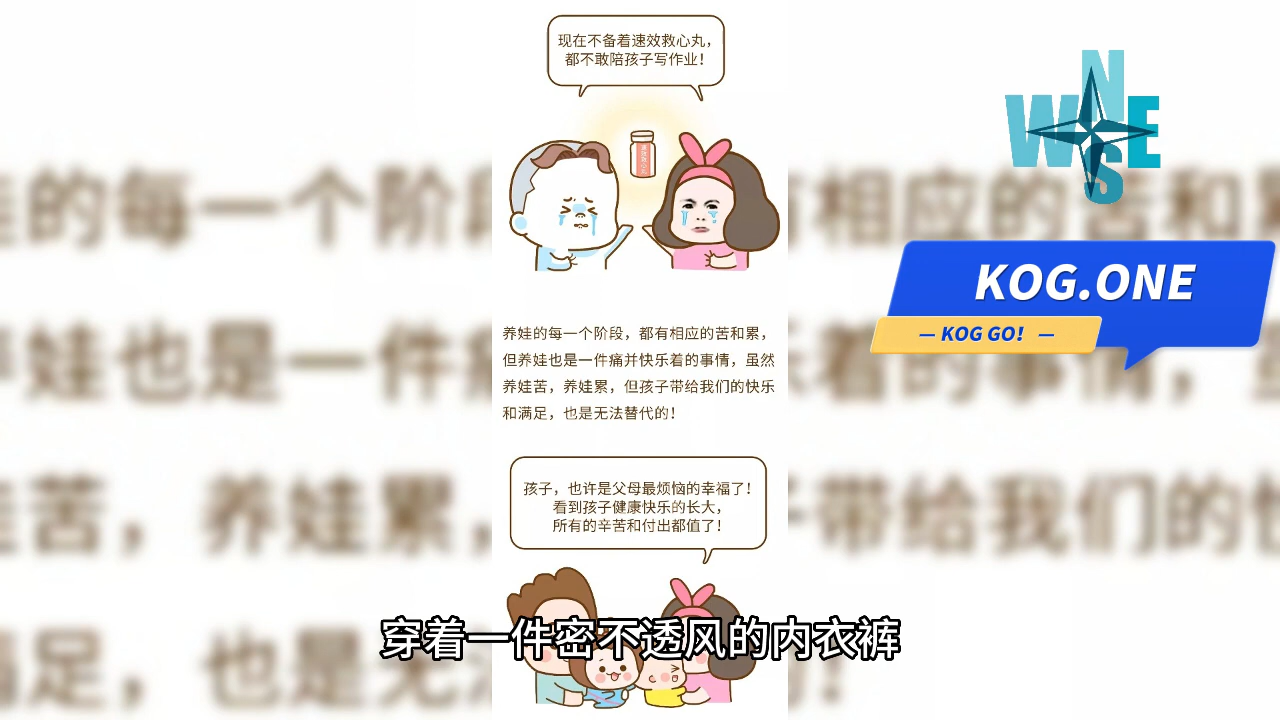 现在不备着速效救心丸，
都不敢陪孩子写作业！
N
W E
S
KOG.ONE
— KOG GO! —
养娃的每一个阶段，都有相应的苦和累，
但养娃也是一件痛并快乐着的事情，虽然
养娃苦，养娃累，但孩子带给我们的快乐
和满足，也是无法替代的！
孩子，也许是父母最烦恼的幸福了！
看到孩子健康快乐的长大，
所有的辛苦和付出都值了！
穿着一件密不透风的内衣裤